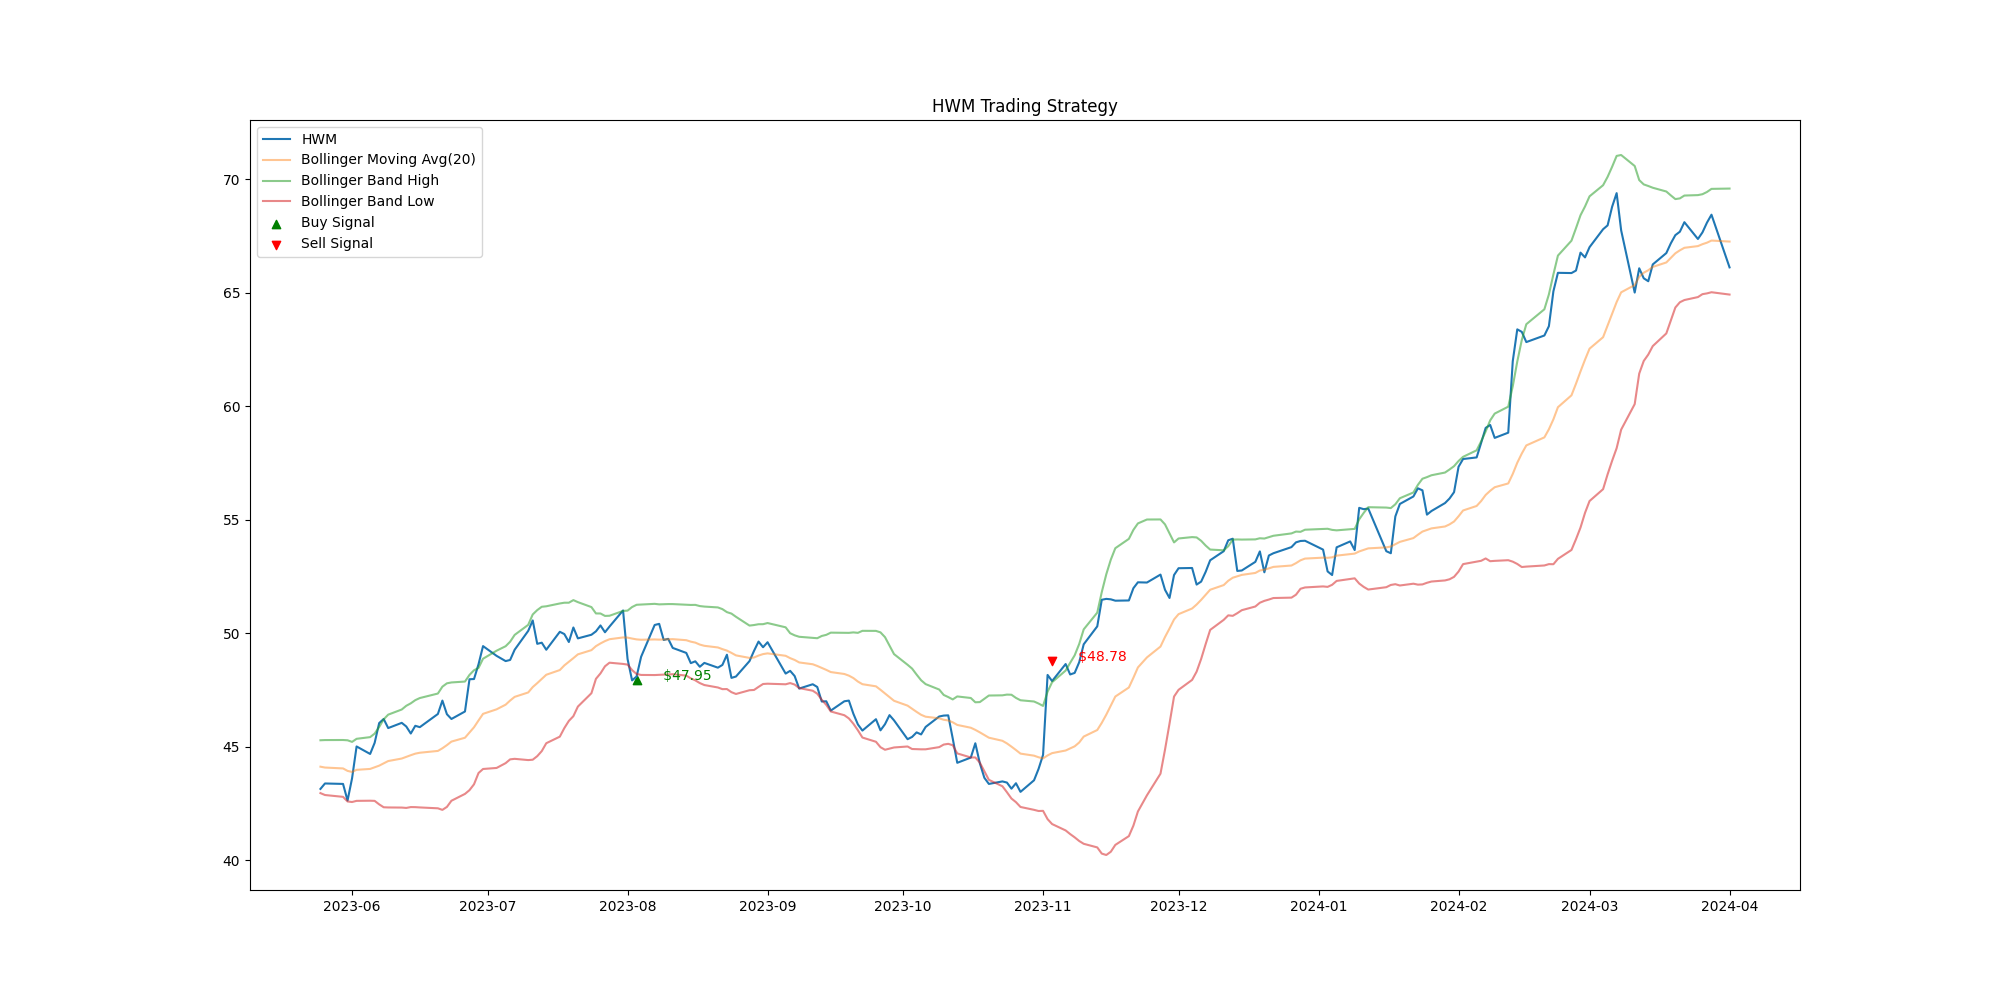 HWM Trading Strategy
HWM
Bollinger Moving Avg(20)
Bollinger Band High
Bollinger Band Low
Buy Signal
Sell Signal
70
65
60
55
50
45
40
$47.95
$48.78
2023-06 2023-07 2023-08 2023-09 2023-10 2023-11 2023-12 2024-01 2024-02 2024-03 2024-04